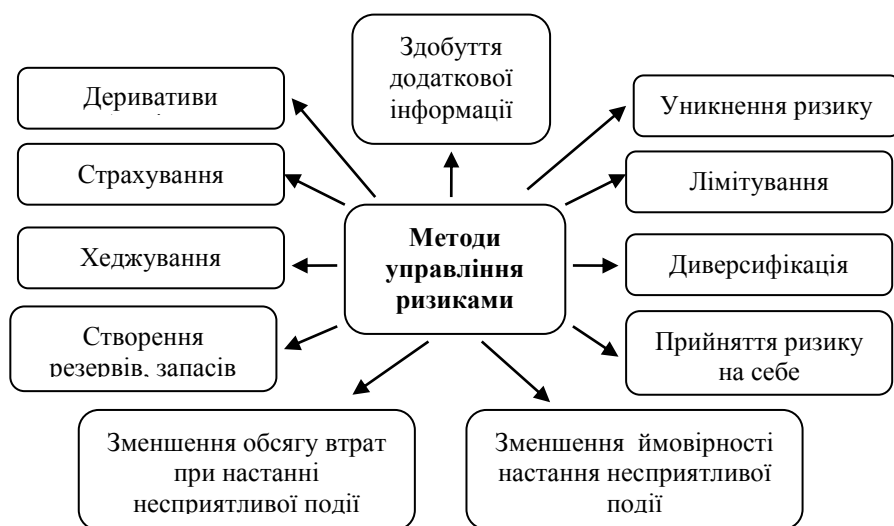 Здобуття
додаткової
інформації
Деривативи
Уникнення ризику
Страхування
Лімітування
Методи
управління
ризиками
Хеджування
Диверсифікація
Створення
резервів, запасів
Прийняття ризику
на себе
Зменшення обсягу втрат
при настанні
несприятливої події
Зменшення ймовірності
настання несприятливої
події